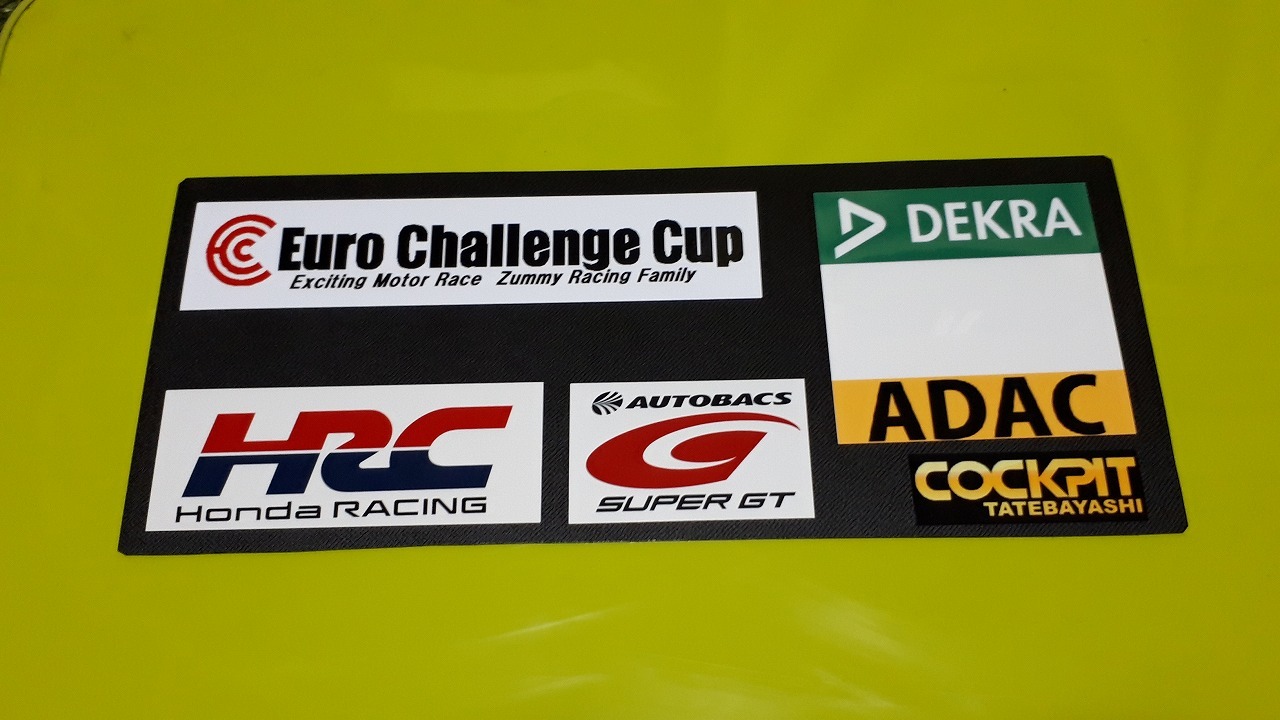 Euro Challenge Cup
Exciting Motor Race Zummy Racing Family
DEKRA
ADAC
HRC
Honda RACING
AUTOBACS
SUPER GT
COCKPIT
TATEBAYASHI